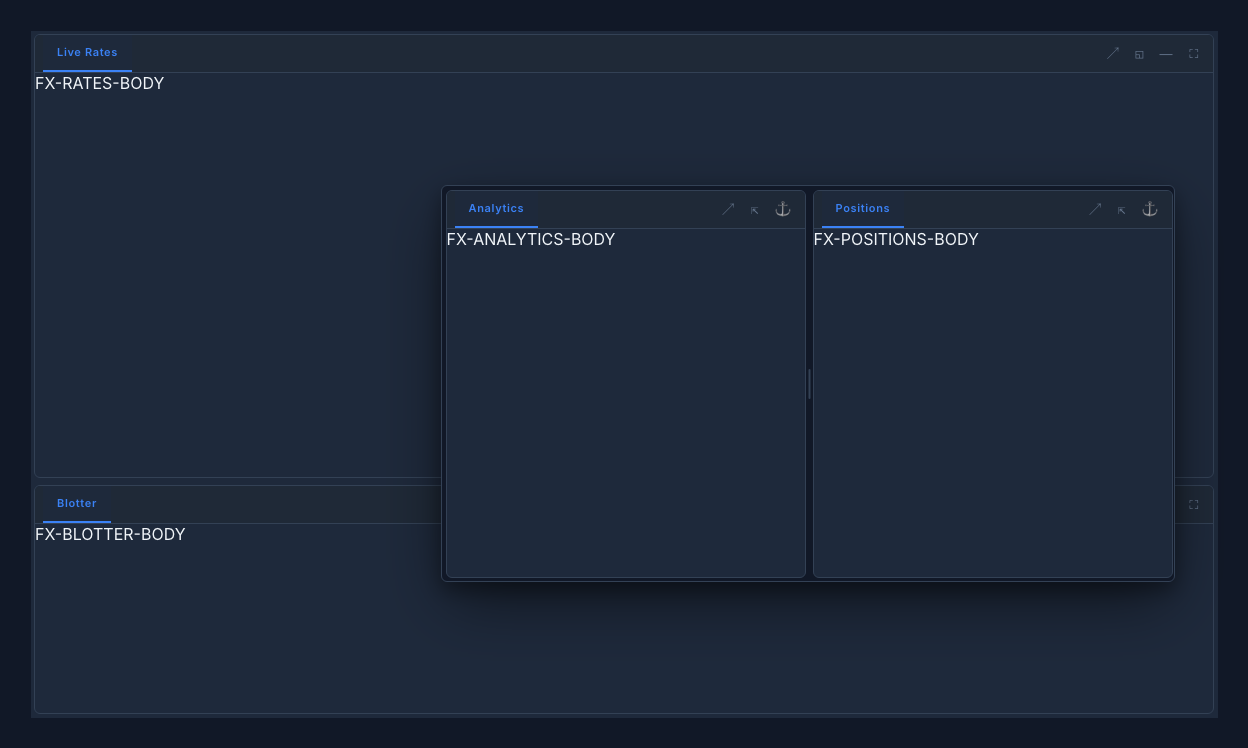 Live Rates
FX-RATES-BODY
Analytics
FX-ANALYTICS-BODY
Positions
FX-POSITIONS-BODY
Blotter
FX-BLOTTER-BODY